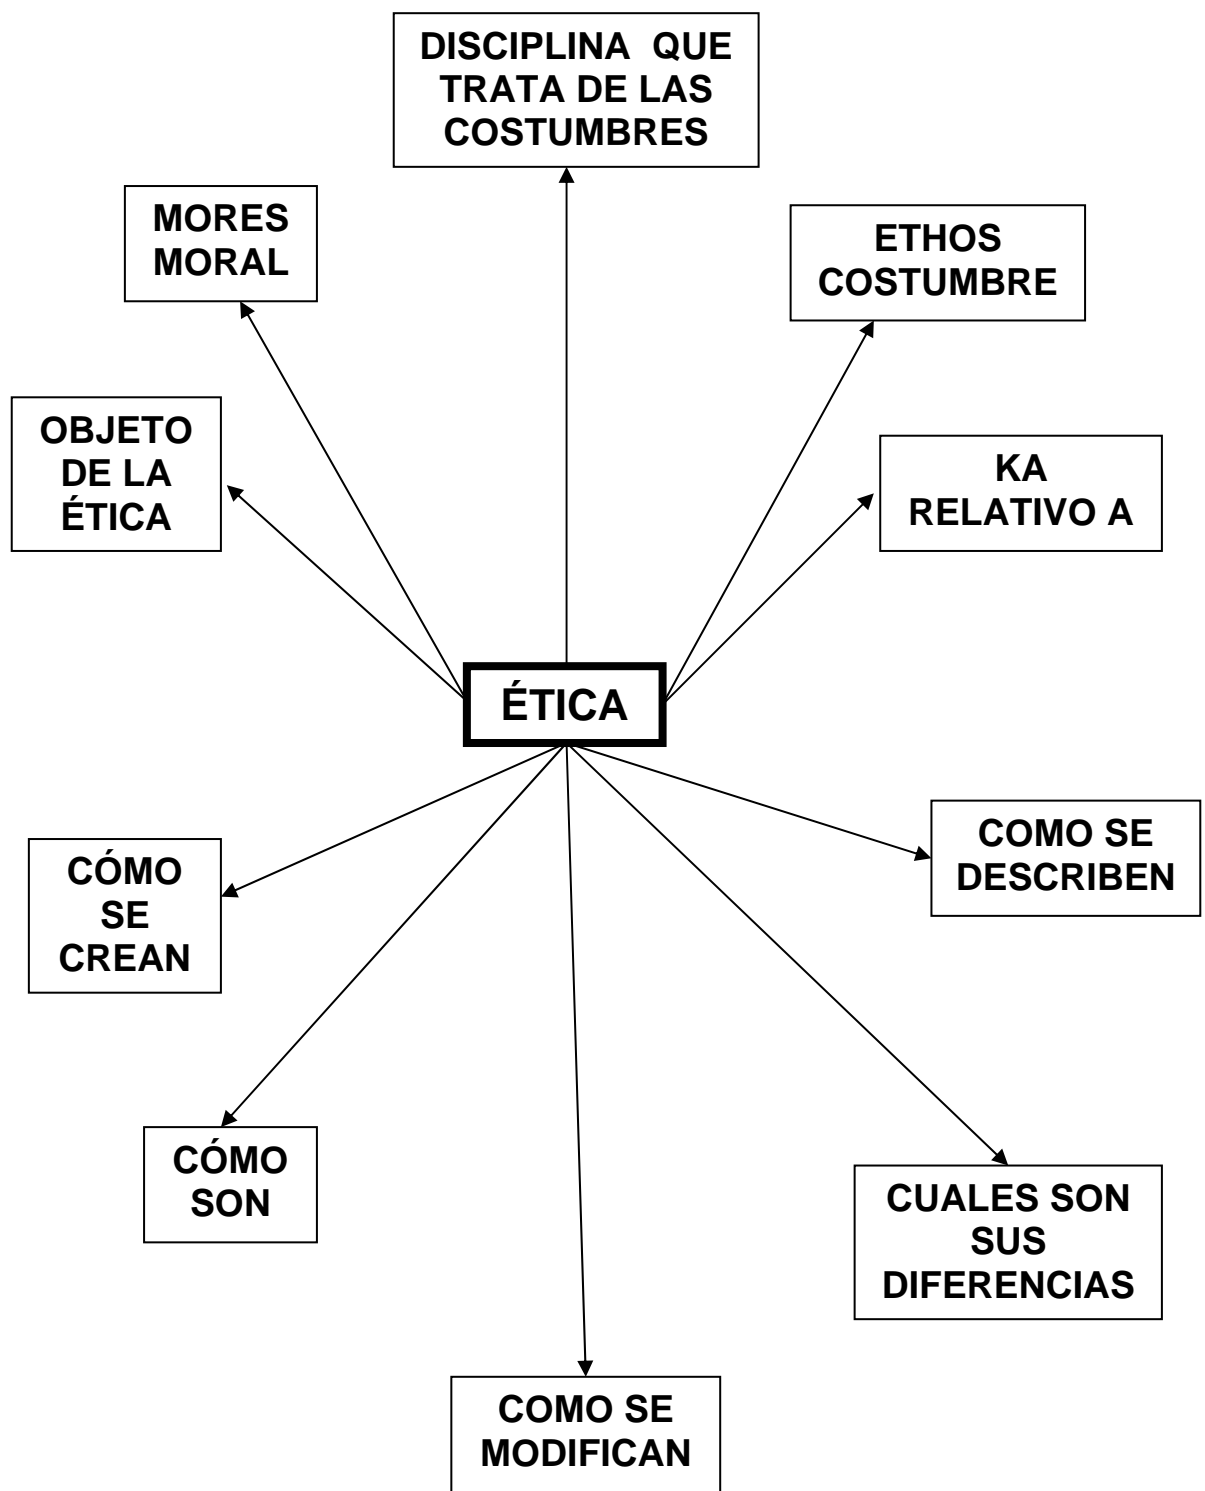 DISCIPLINA QUE
TRATA DE LAS
COSTUMBRES
MORES
MORAL
ETHOS
COSTUMBRE
OBJETO
DE LA
ÉTICA
KA
RELATIVO A
ÉTICA
COMO SE
DESCRIBEN
CÓMO
SE
CREAN
CÓMO
SON
CUALES SON
SUS
DIFERENCIAS
COMO SE
MODIFICAN